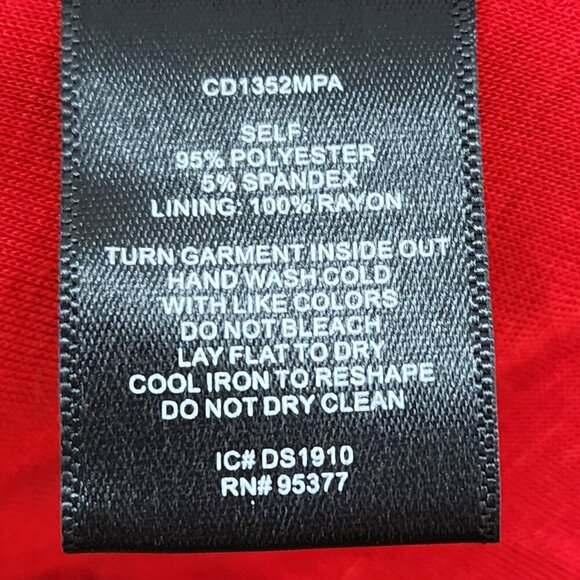 CD1352MPA
SELF:
95% POLYESTER
5% SPANDEX
LINING: 100% RAYON
TURN GARMENT INSIDE OUT
HAND WASH COLD
WITH LIKE COLORS
DO NOT BLEACH
LAY FLAT TO DRY
COOL IRON TO RESHAPE
DO NOT DRY CLEAN
IC# DS1910
RN# 95377